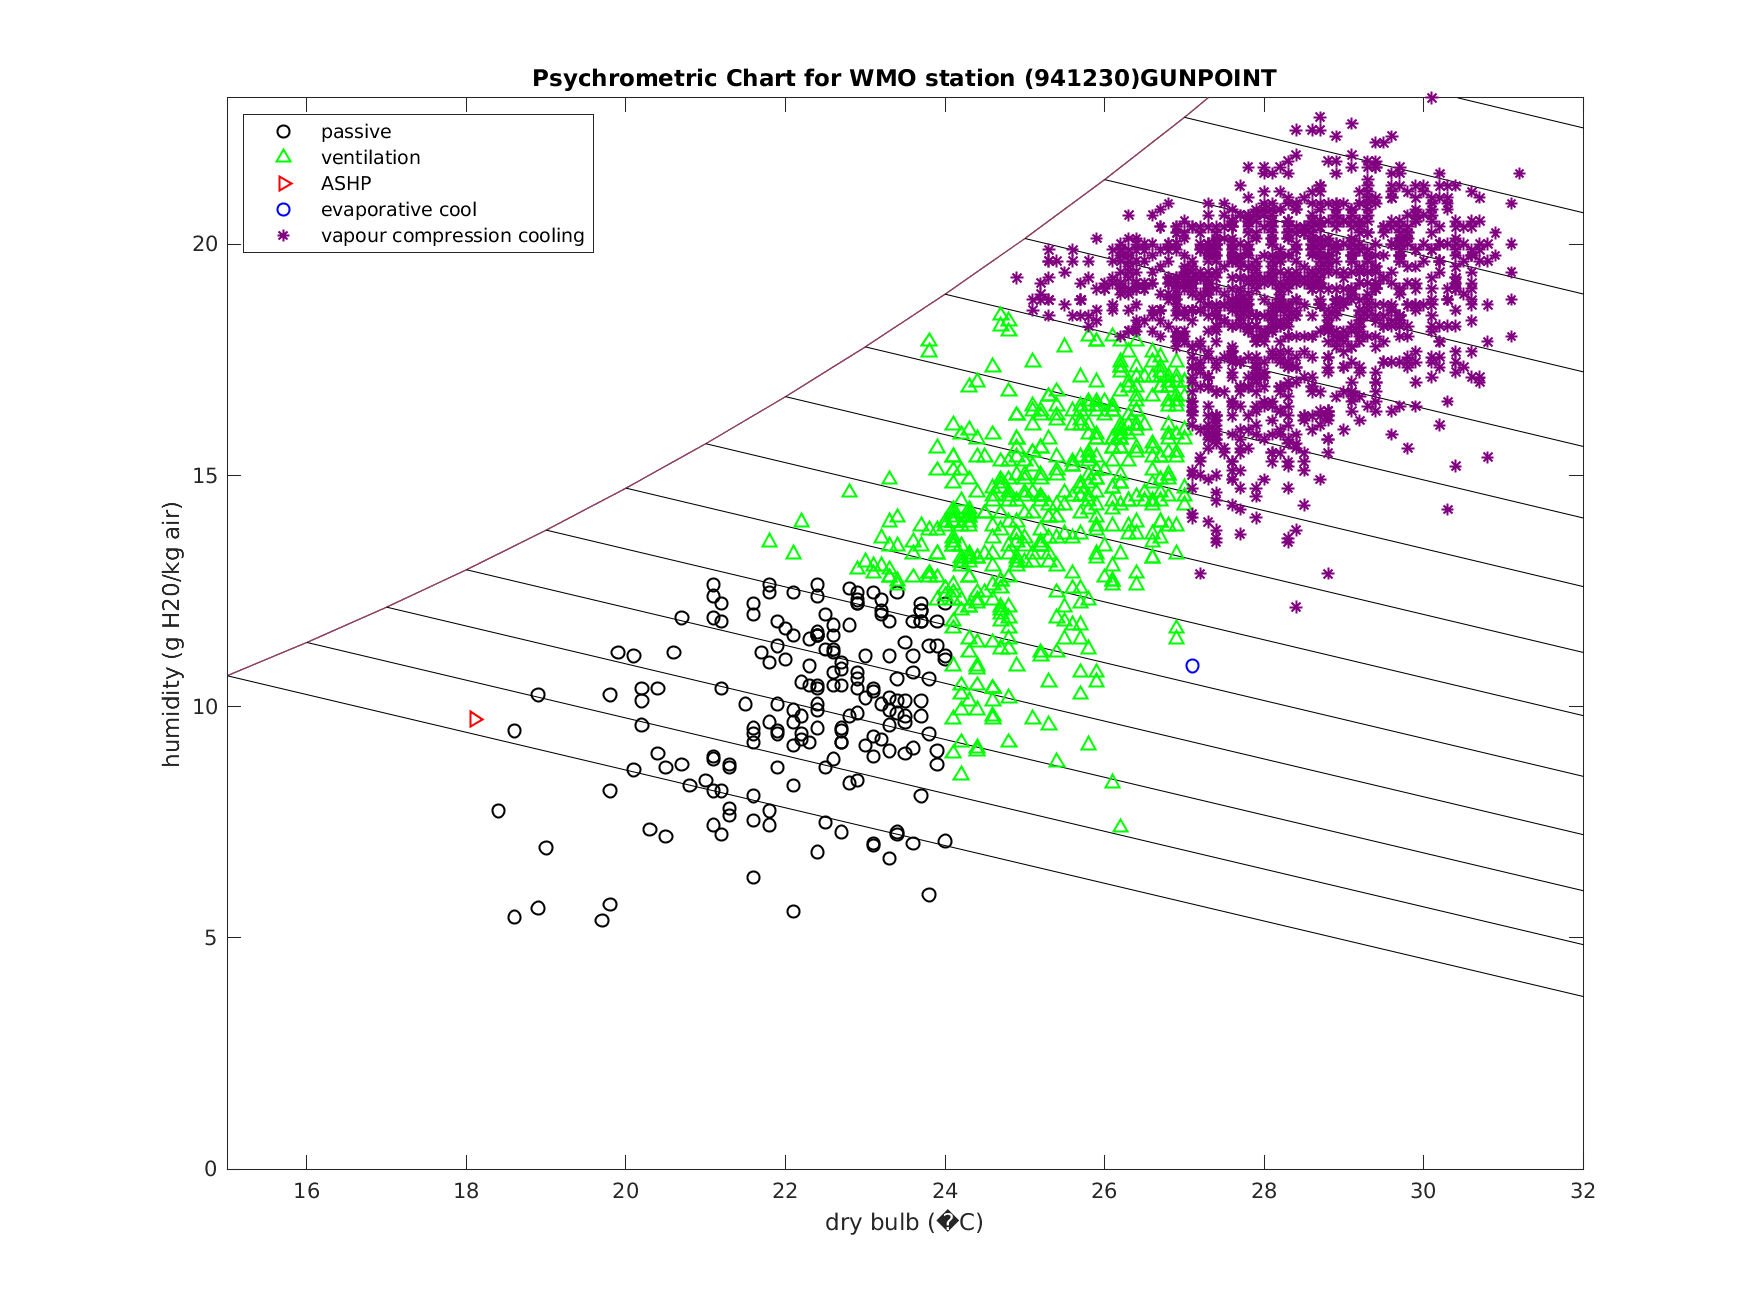 Psychrometric Chart for WMO station (941230)GUNPOINT
passive
ventilation
ASHP
evaporative cool
vapour compression cooling
humidity (g H20/kg air)
20
15
10
5
0
16 18 20 22 24 26 28 30 32
dry bulb (�C)